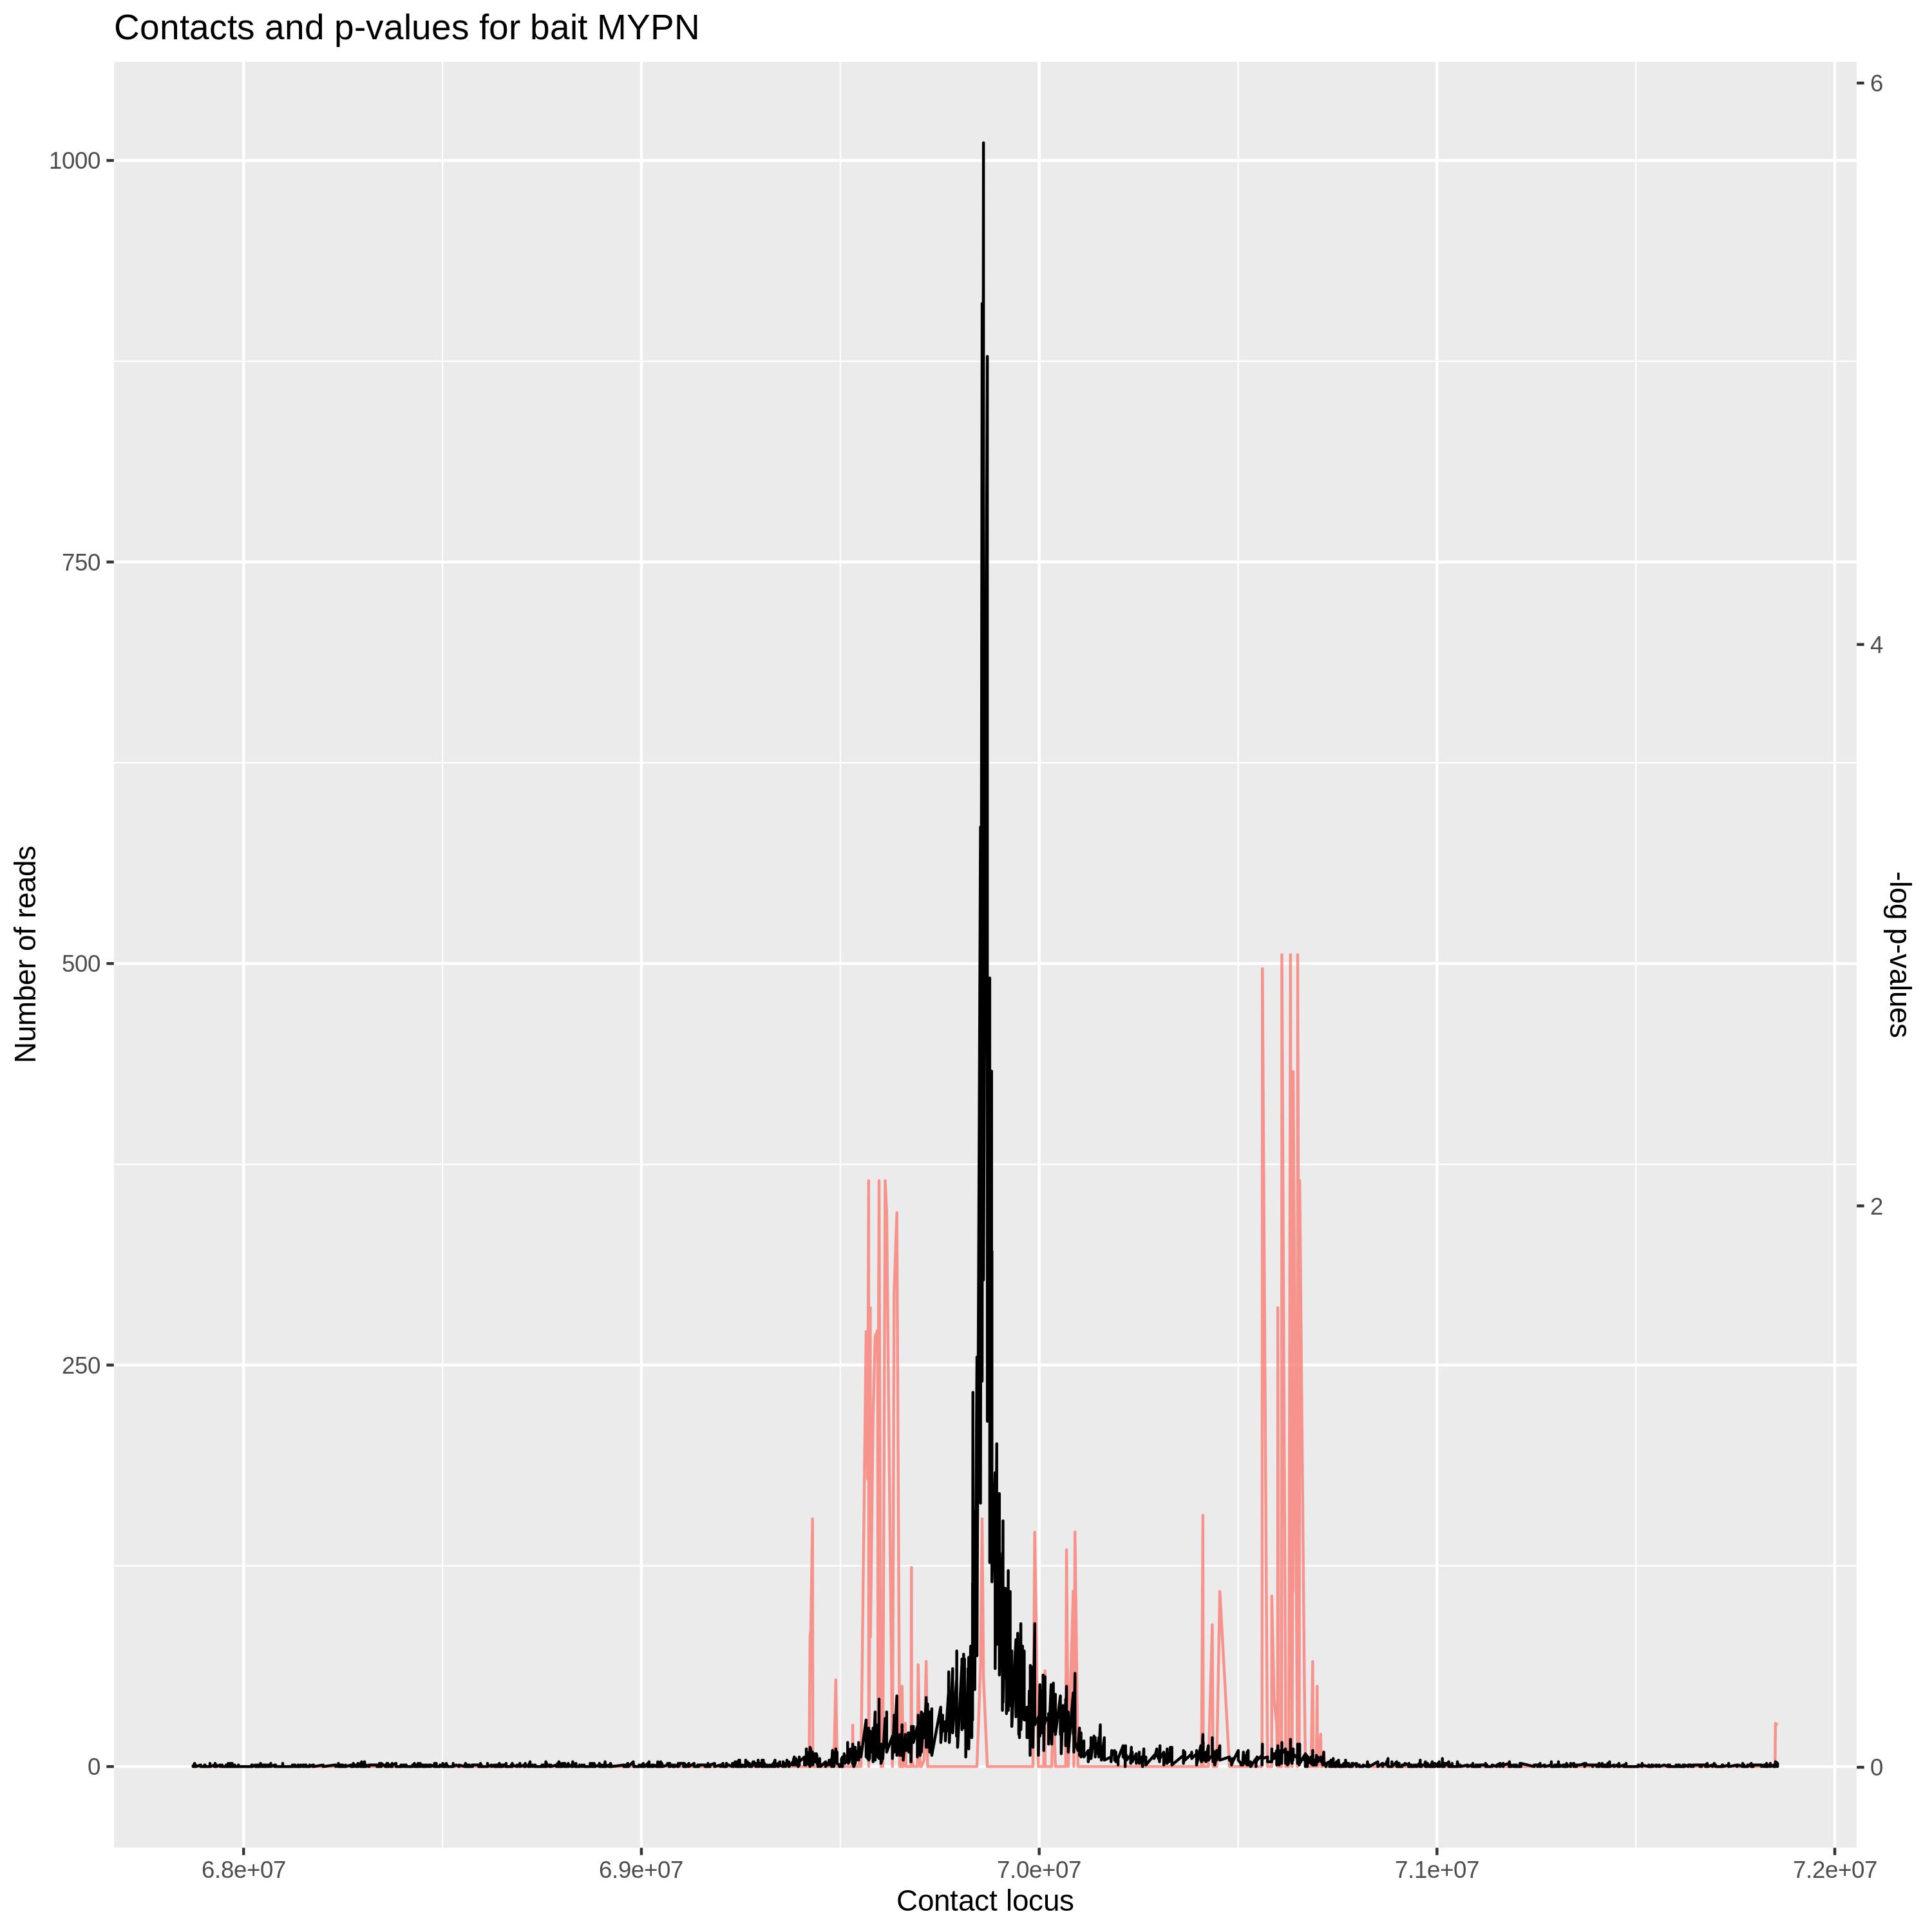 Contacts and p-values for bait MYPN
6
1000
750
4
Number of reads
-log p-values
500
2
250
0
0
6.8e+07
6.9e+07
7.0e+07
7.1e+07
7.2e+07
Contact locus